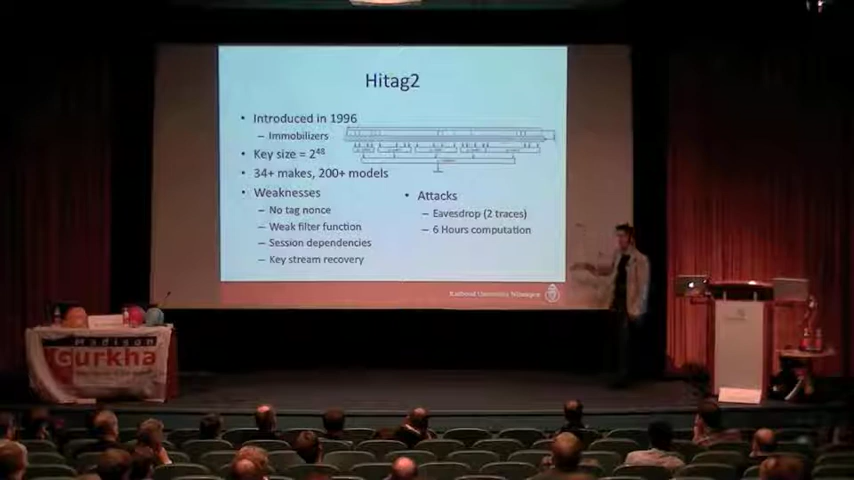 Hitag2
• Introduced in 1996
– Immobilizers
• Key size = 2⁴⁸
• 34+ makes, 200+ models
• Weaknesses
– No tag nonce
– Weak filter function
– Session dependencies
– Key stream recovery
• Attacks
– Eavesdrop (2 traces)
– 6 Hours computation
Radboud University Nijmegen
Madison
Gurkha